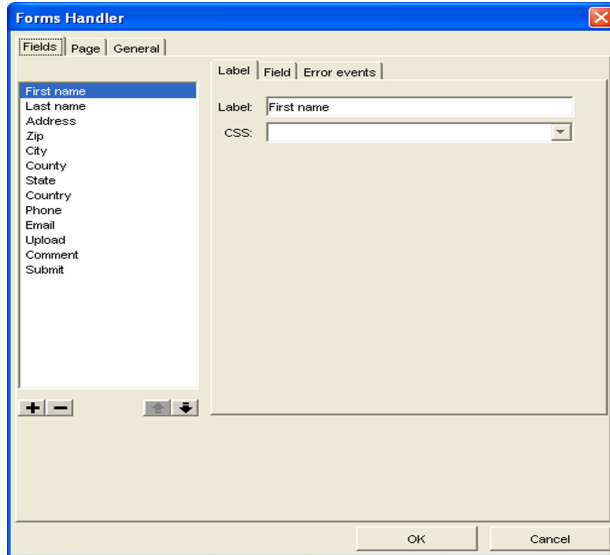 Forms Handler
Fields Page General
Label Field Error events
First name
Last name
Address
Zip
City
County
State
Country
Phone
Email
Upload
Comment
Submit
Label: First name
CSS:
OK Cancel